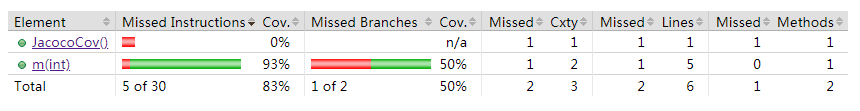 Element Missed Instructions Cov. Missed Branches Cov. Missed Cxty Missed Lines Missed Methods
JacocoCov() 0% n/a 1 1 1 1 1 1
m(int) 93% 50% 1 2 1 5 0 1
Total 5 of 30 83% 1 of 2 50% 2 3 2 6 1 2